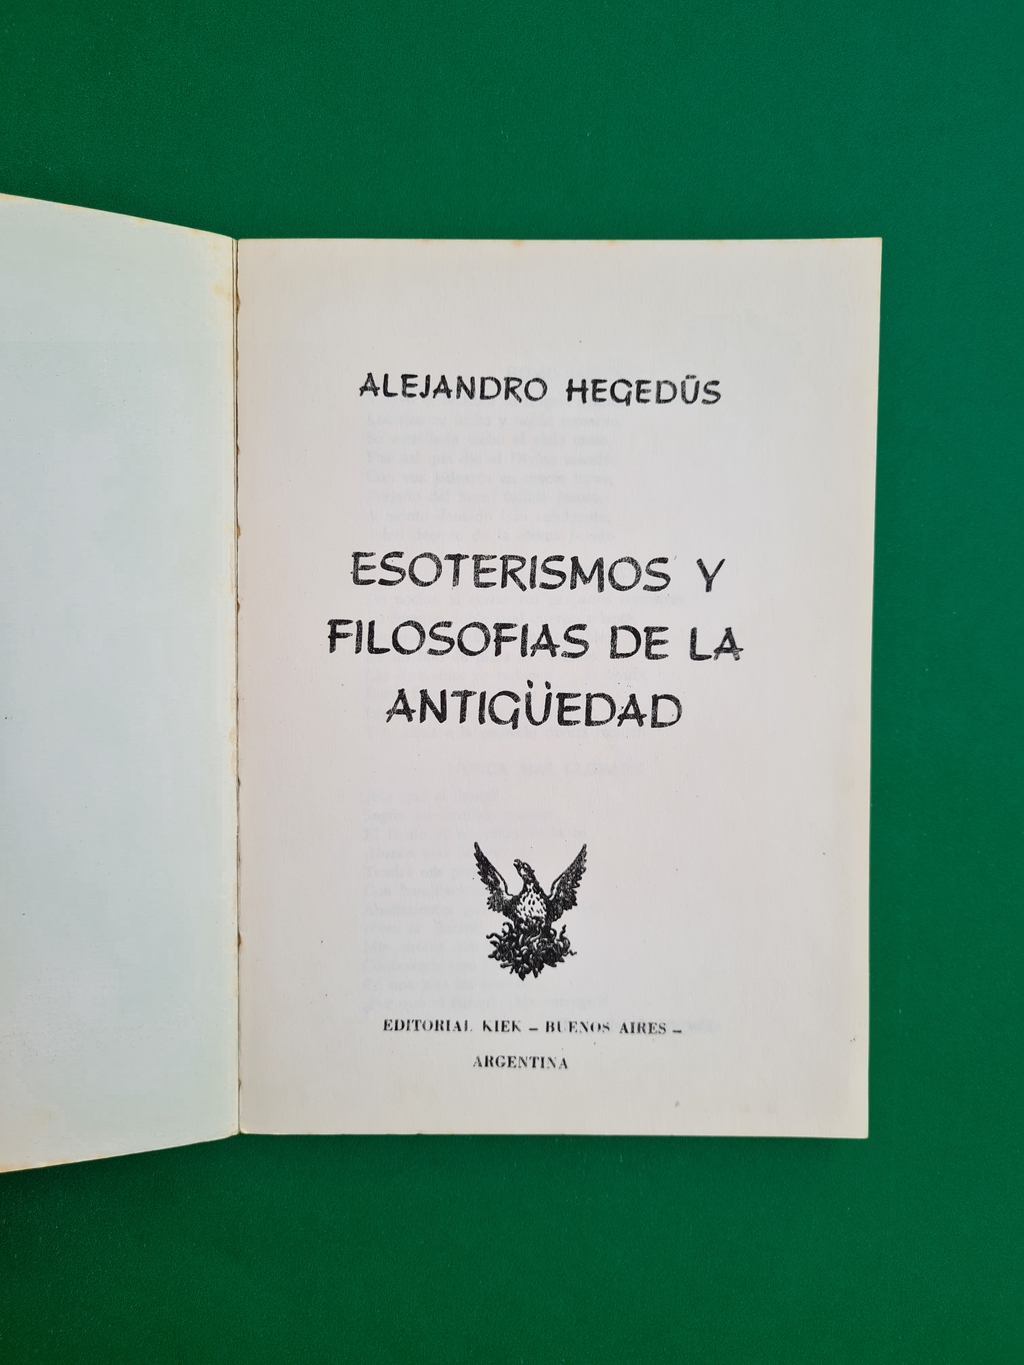 ALEJANDRO HEGEDŪS
ESOTERISMOS Y
FILOSOFIAS DE LA
ANTIGÜEDAD
EDITORIAL KIEK – BUENOS AIRES –
ARGENTINA